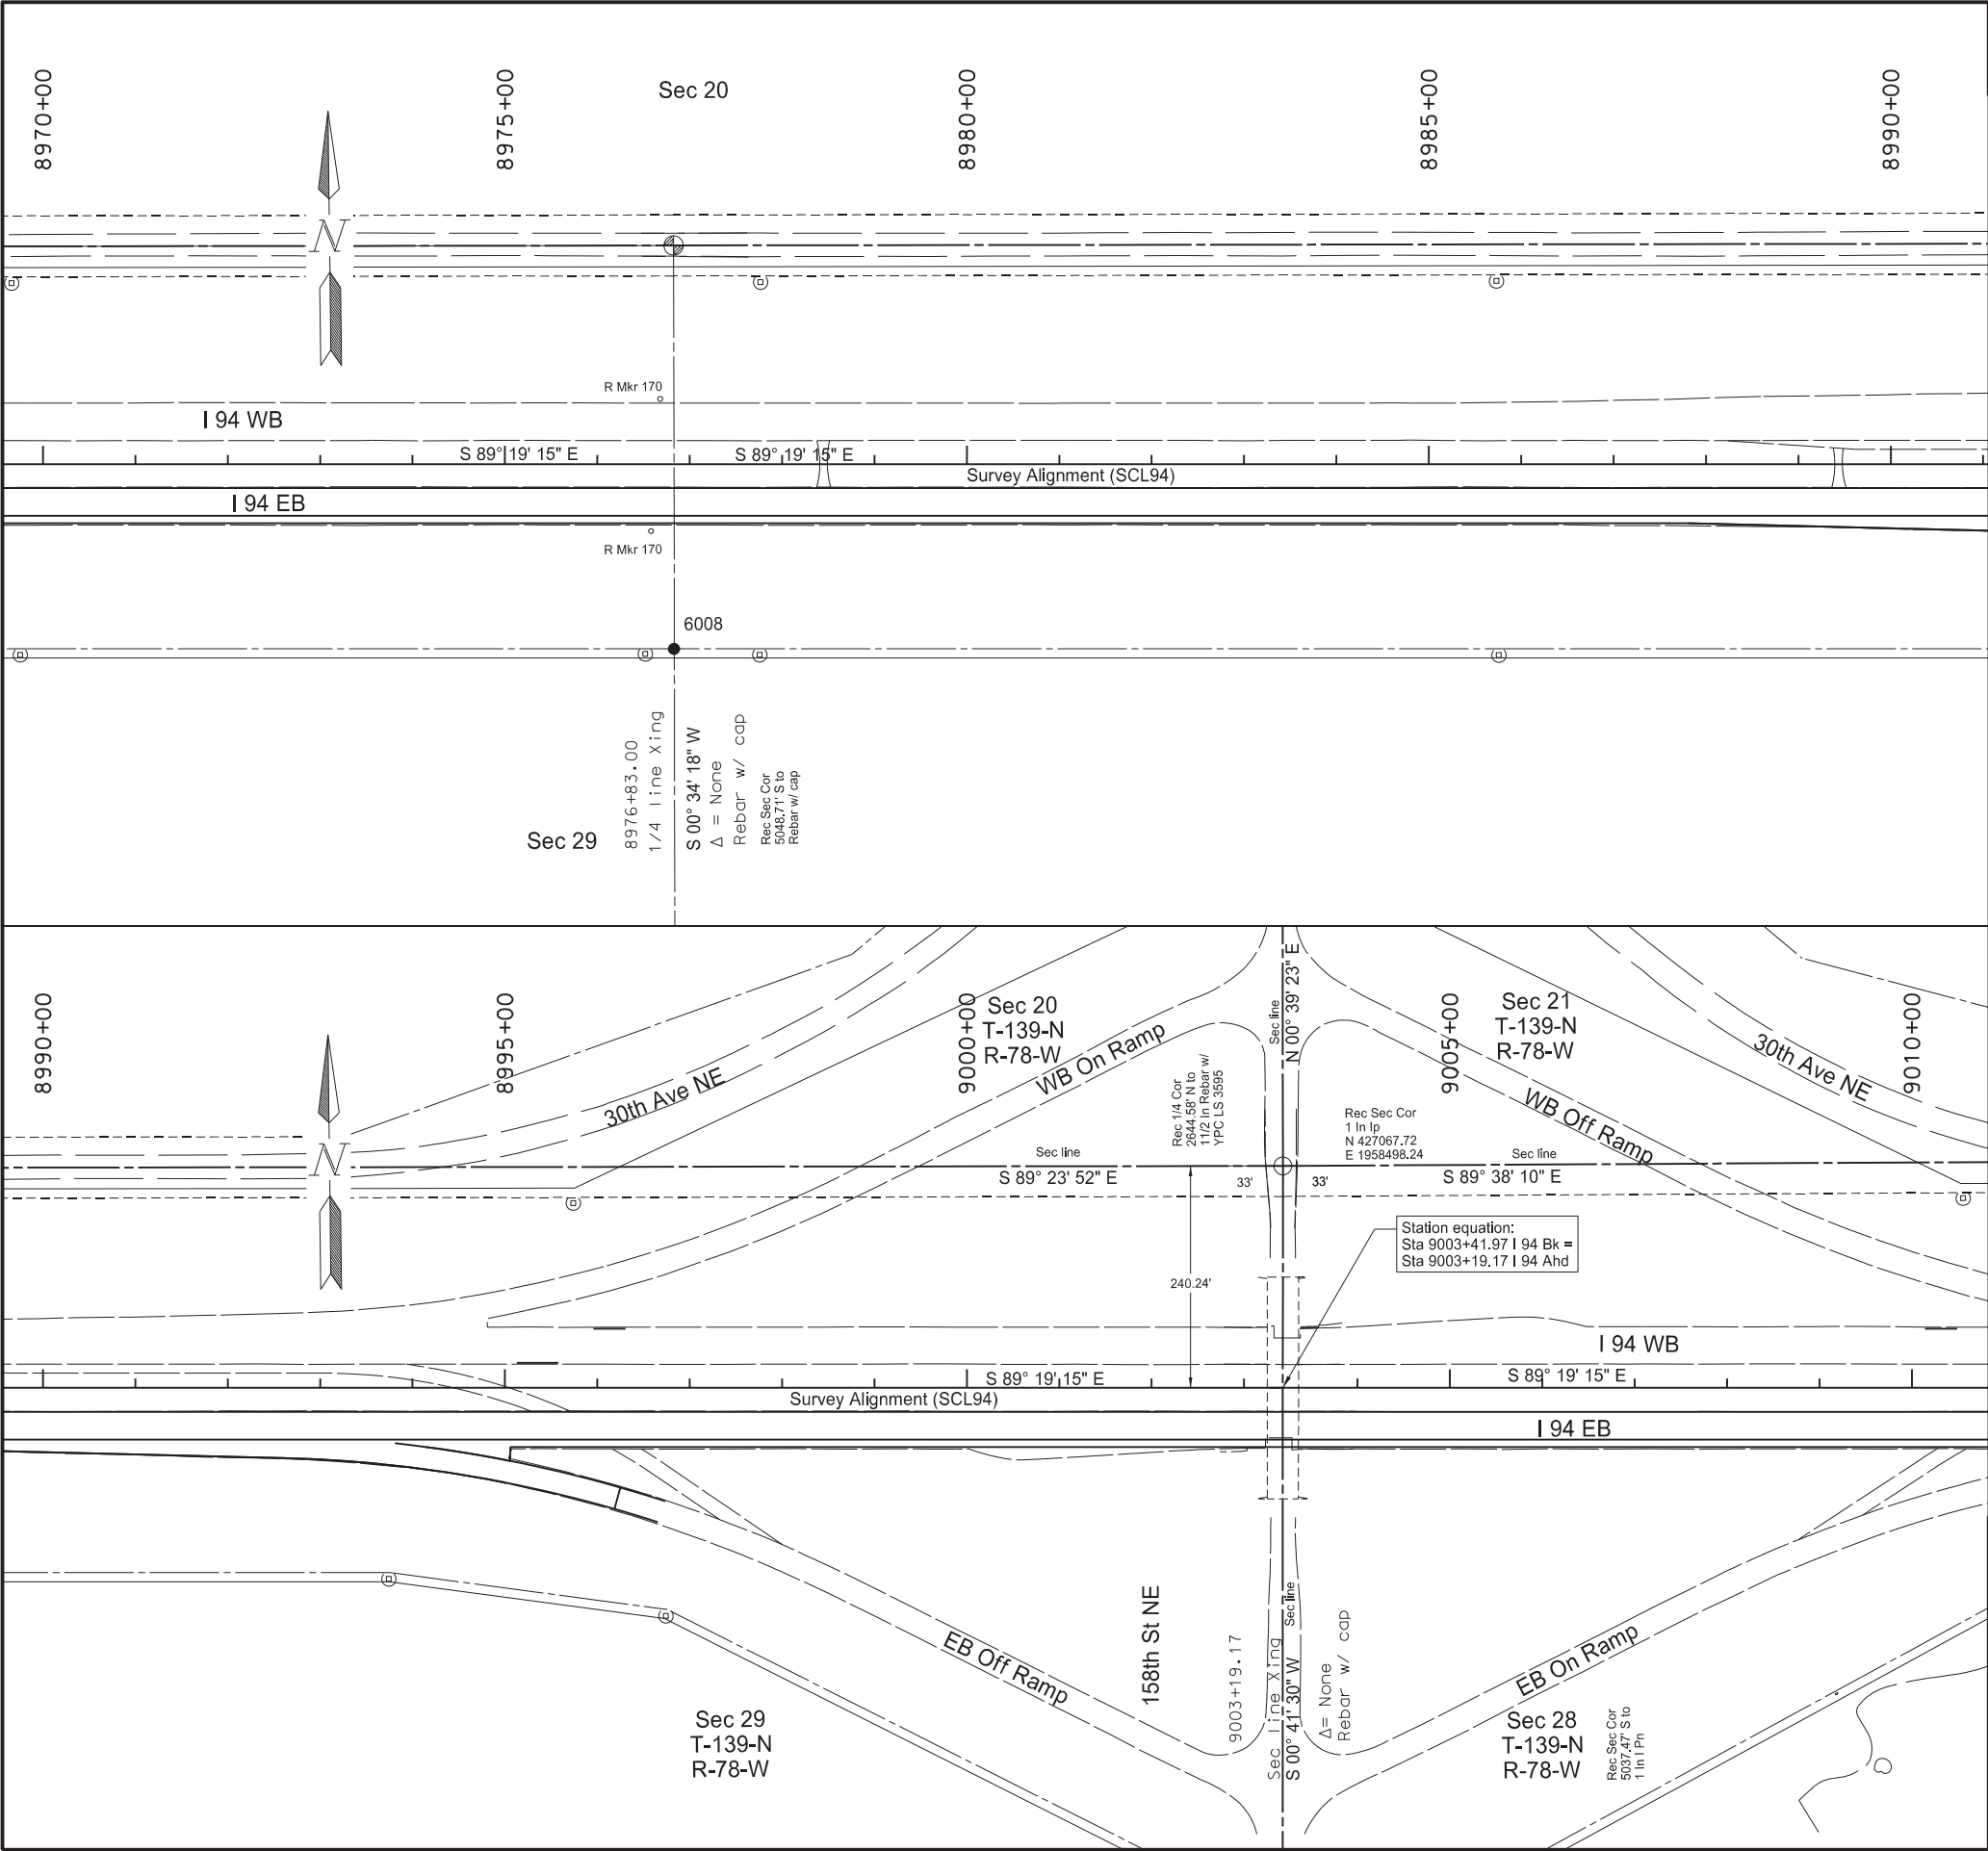 8970+00
8975+00
Sec 20
8980+00
8985+00
8990+00
N
R Mkr 170
I 94 WB
S 89° 19' 15" E
S 89° 19' 15" E
Survey Alignment (SCL94)
I 94 EB
R Mkr 170
6008
Sec 29
8976+83.00
1/4 line Xing
S 00° 34' 18" W
Δ = None
Rebar w/ cap
Rec Sec Cor
5048.71' S to
Rebar w/ cap
8990+00
8995+00
9000+00
Sec 20
T-139-N
R-78-W
Sec line
N 00° 39' 23" E
9005+00
Sec 21
T-139-N
R-78-W
9010+00
30th Ave NE
WB On Ramp
WB Off Ramp
30th Ave NE
Rec 1/4 Cor
2644.58' N to
11/2 In Rebar w/
YPC LS 3595
Rec Sec Cor
1 In Ip
N 427067.72
E 1958498.24
N
Sec line
S 89° 23' 52" E
33'
33'
Sec line
S 89° 38' 10" E
Station equation:
Sta 9003+41.97 I 94 Bk =
Sta 9003+19.17 I 94 Ahd
240.24'
I 94 WB
S 89° 19' 15" E
S 89° 19' 15" E
Survey Alignment (SCL94)
I 94 EB
EB Off Ramp
158th St NE
9003+19.17
Sec line Xing
Sec line
S 00° 41' 30" W
Δ= None
Rebar w/ cap
EB On Ramp
Sec 29
T-139-N
R-78-W
Sec 28
T-139-N
R-78-W
Rec Sec Cor
5037.47' S to
1 In I Pn